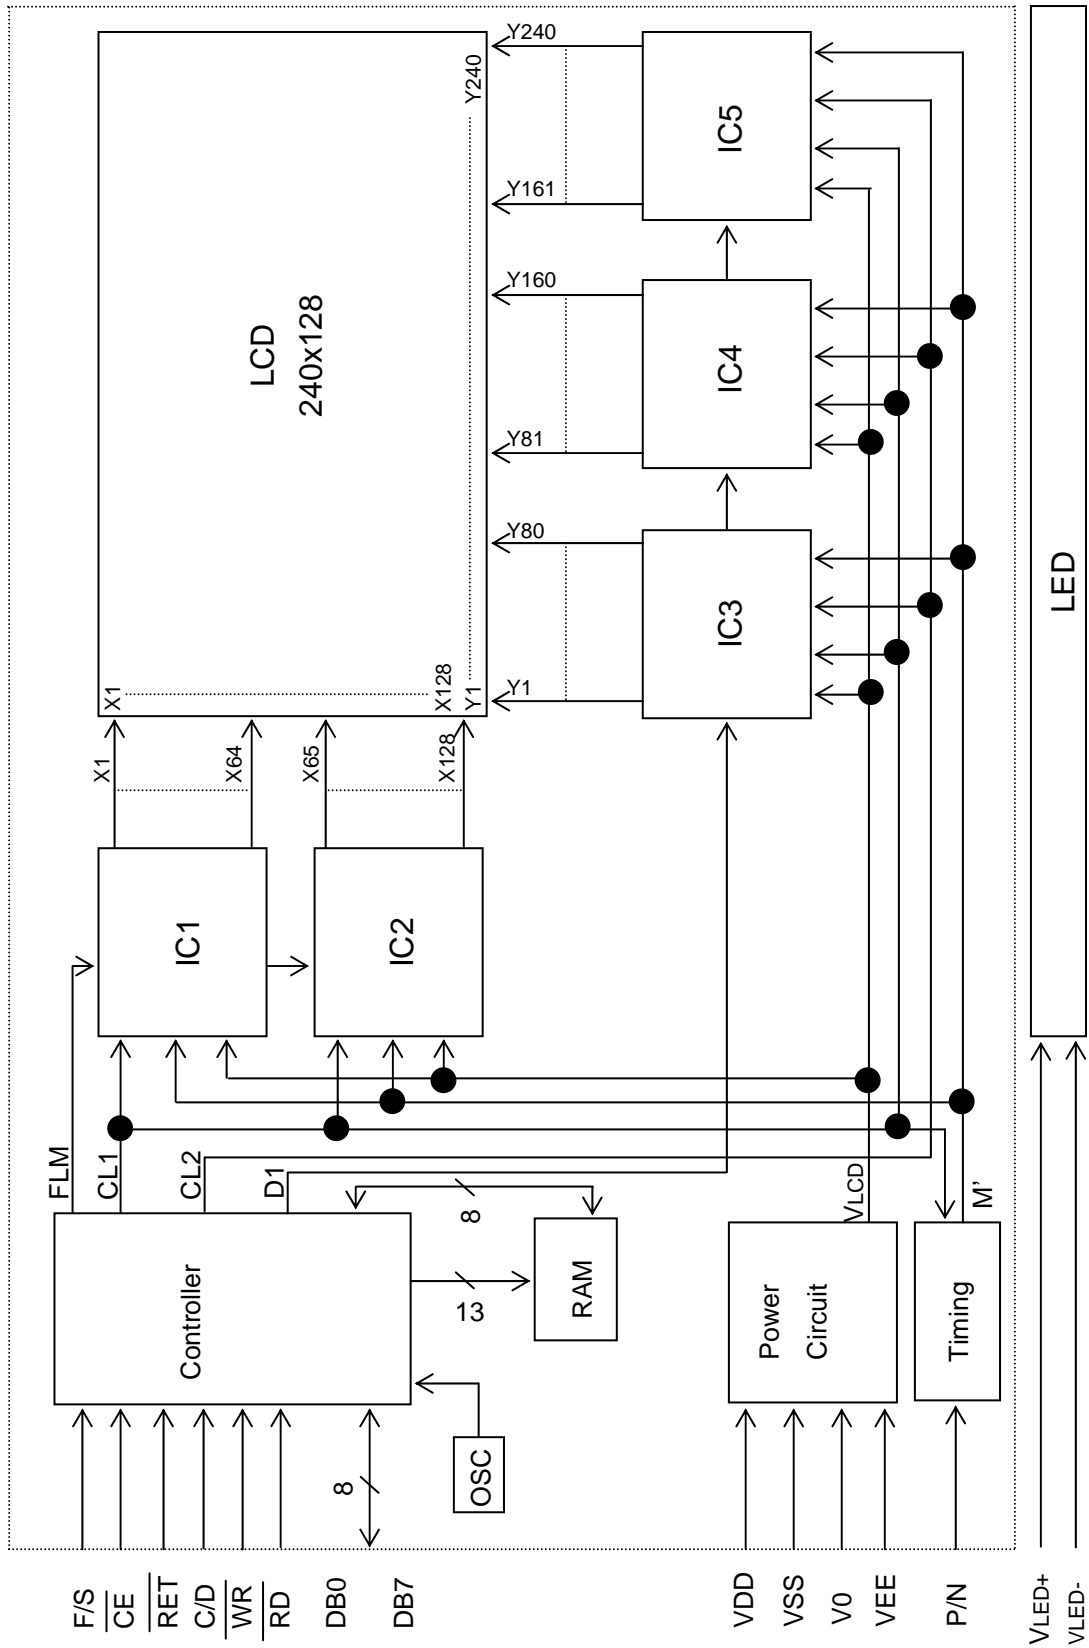 F/S
CE
RET
C/D
WR
RD
DB0
DB7
8
OSC
Controller
FLM
CL1
CL2
D1
8
13
RAM
VDD
VSS
V0
VEE
P/N
Power
Circuit
VLCD
Timing
M'
IC1
IC2
X1
X64
X65
X128
LCD
240x128
X1
X128
Y1
Y240
Y1
Y80
Y81
Y160
Y161
Y240
IC3
IC4
IC5
VLED+
VLED-
LED